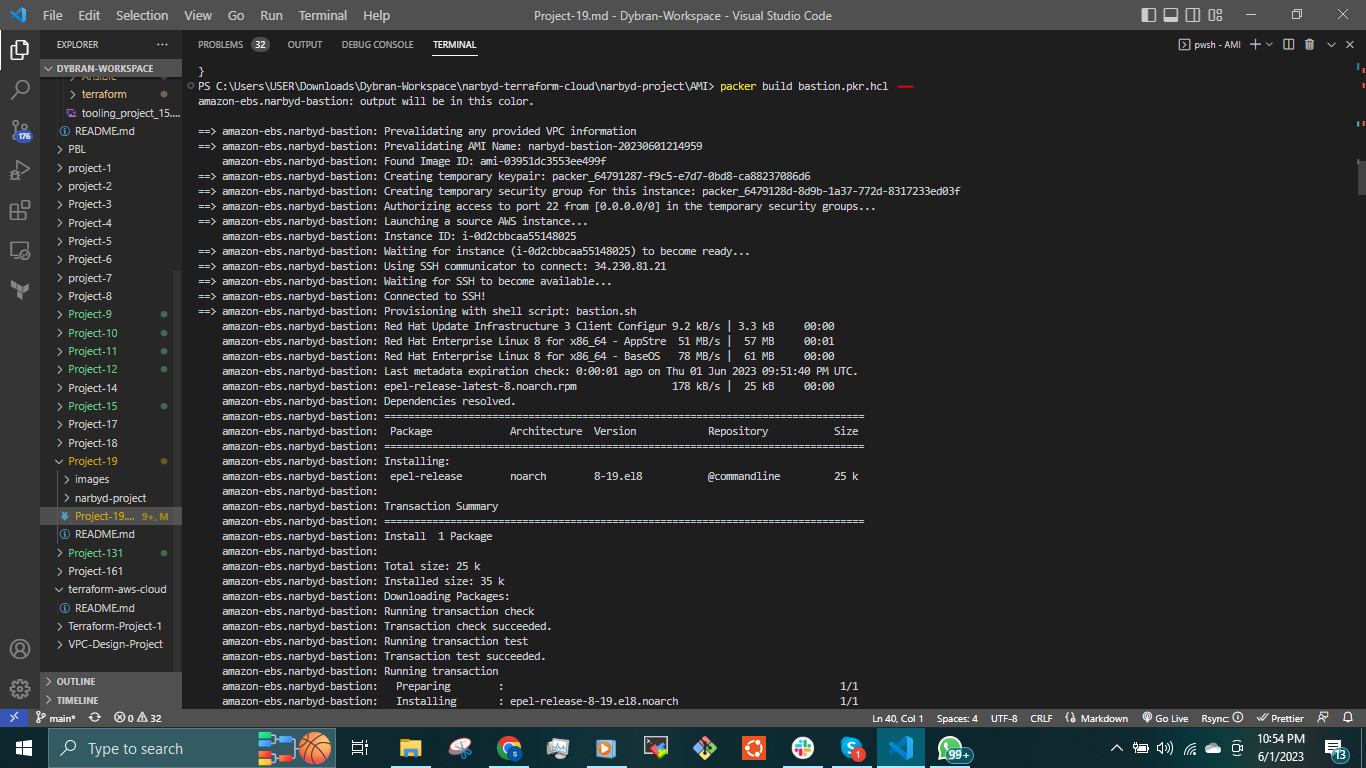 File Edit Selection View Go Run Terminal Help
Project-19.md - Dybran-Workspace - Visual Studio Code
EXPLORER
DYBRAN-WORKSPACE
Ansible
terraform
tooling_project_15....
README.md
PBL
project-1
project-2
Project-3
Project-4
Project-5
Project-6
project-7
Project-8
Project-9
Project-10
Project-11
Project-12
Project-14
Project-15
Project-17
Project-18
Project-19
images
narbyd-project
Project-19.... 9+, M
README.md
Project-131
Project-161
terraform-aws-cloud
README.md
Terraform-Project-1
VPC-Design-Project
OUTLINE
TIMELINE
176
PROBLEMS 32 OUTPUT DEBUG CONSOLE TERMINAL
pwsh - AMI
}
PS C:\Users\USER\Downloads\Dybran-Workspace\narbyd-terraform-cloud\narbyd-project\AMI> packer build bastion.pkr.hcl
amazon-ebs.narbyd-bastion: output will be in this color.
==> amazon-ebs.narbyd-bastion: Prevalidating any provided VPC information
==> amazon-ebs.narbyd-bastion: Prevalidating AMI Name: narbyd-bastion-20230601214959
amazon-ebs.narbyd-bastion: Found Image ID: ami-03951dc3553ee499f
==> amazon-ebs.narbyd-bastion: Creating temporary keypair: packer_64791287-f9c5-e7d7-0bd8-ca88237086d6
==> amazon-ebs.narbyd-bastion: Creating temporary security group for this instance: packer_6479128d-8d9b-1a37-772d-8317233ed03f
==> amazon-ebs.narbyd-bastion: Authorizing access to port 22 from [0.0.0.0/0] in the temporary security groups...
==> amazon-ebs.narbyd-bastion: Launching a source AWS instance...
amazon-ebs.narbyd-bastion: Instance ID: i-0d2cbbcaa55148025
==> amazon-ebs.narbyd-bastion: Waiting for instance (i-0d2cbbcaa55148025) to become ready...
==> amazon-ebs.narbyd-bastion: Using SSH communicator to connect: 34.230.81.21
==> amazon-ebs.narbyd-bastion: Waiting for SSH to become available...
==> amazon-ebs.narbyd-bastion: Connected to SSH!
==> amazon-ebs.narbyd-bastion: Provisioning with shell script: bastion.sh
amazon-ebs.narbyd-bastion: Red Hat Update Infrastructure 3 Client Configur 9.2 kB/s | 3.3 kB 00:00
amazon-ebs.narbyd-bastion: Red Hat Enterprise Linux 8 for x86_64 - AppStre 51 MB/s | 57 MB 00:01
amazon-ebs.narbyd-bastion: Red Hat Enterprise Linux 8 for x86_64 - BaseOS 78 MB/s | 61 MB 00:00
amazon-ebs.narbyd-bastion: Last metadata expiration check: 0:00:01 ago on Thu 01 Jun 2023 09:51:40 PM UTC.
amazon-ebs.narbyd-bastion: epel-release-latest-8.noarch.rpm 178 kB/s | 25 kB 00:00
amazon-ebs.narbyd-bastion: Dependencies resolved.
amazon-ebs.narbyd-bastion: ================================================================================
amazon-ebs.narbyd-bastion: Package Architecture Version Repository Size
amazon-ebs.narbyd-bastion: ================================================================================
amazon-ebs.narbyd-bastion: Installing:
amazon-ebs.narbyd-bastion: epel-release noarch 8-19.el8 @commandline 25 k
amazon-ebs.narbyd-bastion:
amazon-ebs.narbyd-bastion: Transaction Summary
amazon-ebs.narbyd-bastion: ================================================================================
amazon-ebs.narbyd-bastion: Install 1 Package
amazon-ebs.narbyd-bastion:
amazon-ebs.narbyd-bastion: Total size: 25 k
amazon-ebs.narbyd-bastion: Installed size: 35 k
amazon-ebs.narbyd-bastion: Downloading Packages:
amazon-ebs.narbyd-bastion: Running transaction check
amazon-ebs.narbyd-bastion: Transaction check succeeded.
amazon-ebs.narbyd-bastion: Running transaction test
amazon-ebs.narbyd-bastion: Transaction test succeeded.
amazon-ebs.narbyd-bastion: Running transaction
amazon-ebs.narbyd-bastion: Preparing : 1/1
amazon-ebs.narbyd-bastion: Installing : epel-release-8-19.el8.noarch 1/1
main* 0 32
Ln 40, Col 1 Spaces: 4 UTF-8 CRLF Markdown Go Live Rsync: Prettier
Type to search
1
99+
10:54 PM
6/1/2023
13